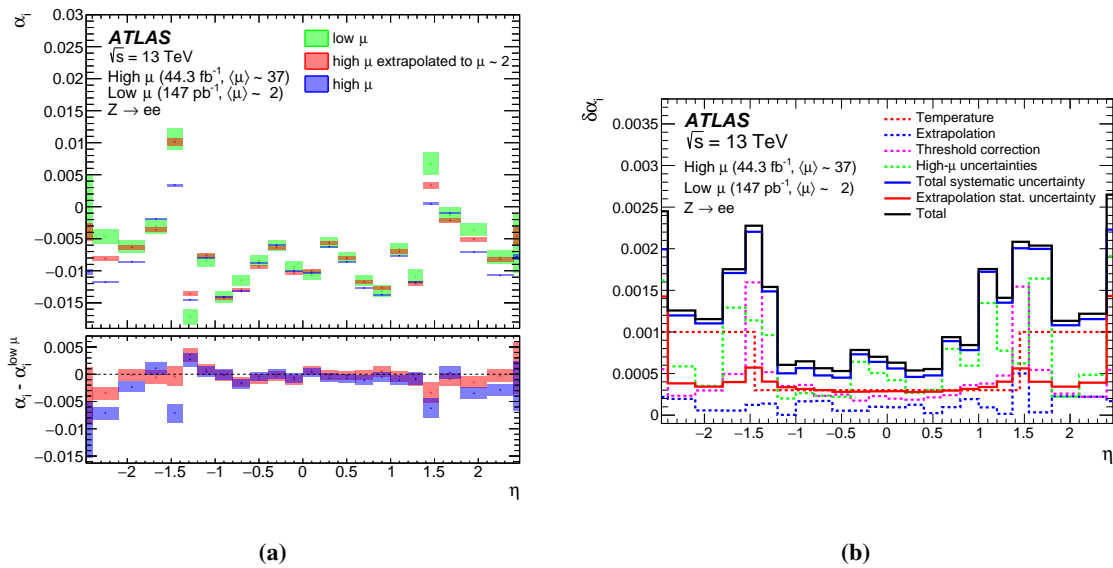 α_i
0.03
0.025
0.02
0.015
0.01
0.005
0
−0.005
−0.01
−0.015
ATLAS
√s = 13 TeV
High μ (44.3 fb⁻¹, ⟨μ⟩ ~ 37)
Low μ (147 pb⁻¹, ⟨μ⟩ ~ 2)
Z → ee
low μ
high μ extrapolated to μ ~ 2
high μ
α_i - α_i^low μ
0.005
0
−0.005
−0.01
−0.015
−2 −1.5 −1 −0.5 0 0.5 1 1.5 2
η
(a)
δα_i
0.0035
0.003
0.0025
0.002
0.0015
0.001
0.0005
0
ATLAS
√s = 13 TeV
High μ (44.3 fb⁻¹, ⟨μ⟩ ~ 37)
Low μ (147 pb⁻¹, ⟨μ⟩ ~ 2)
Z → ee
Temperature
Extrapolation
Threshold correction
High-μ uncertainties
Total systematic uncertainty
Extrapolation stat. uncertainty
Total
−2 −1.5 −1 −0.5 0 0.5 1 1.5 2
η
(b)